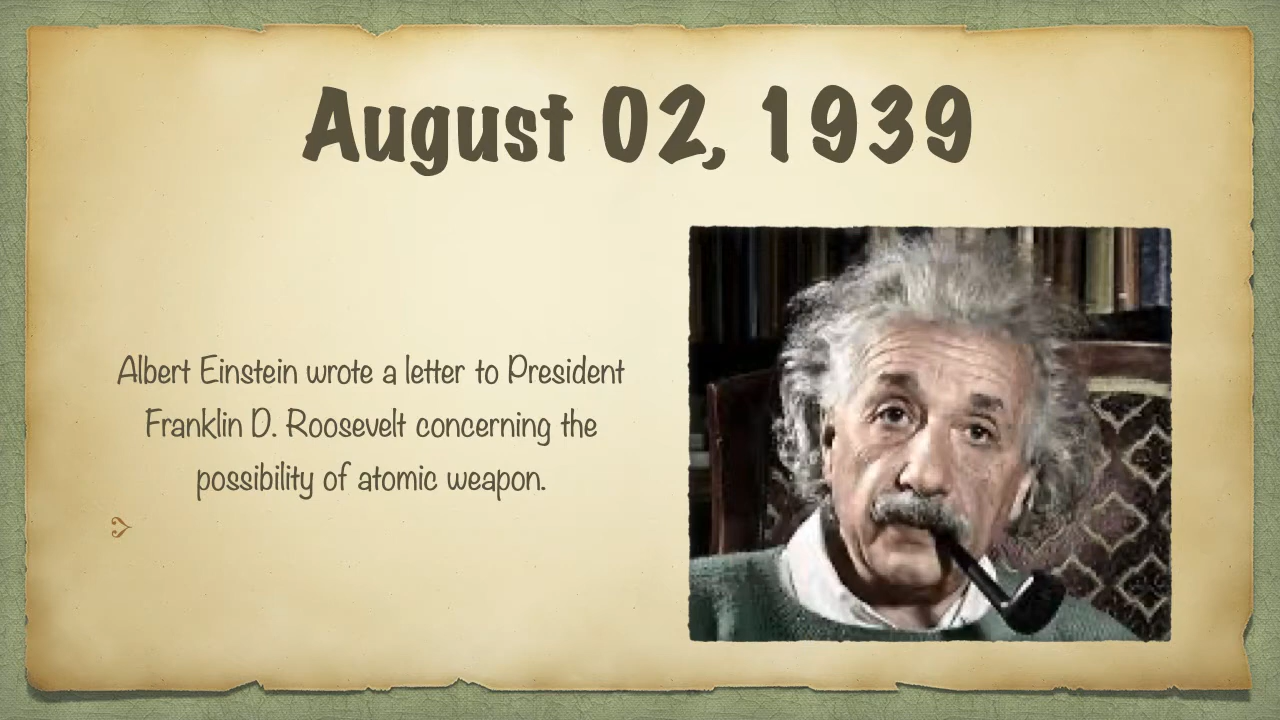 August 02, 1939
Albert Einstein wrote a letter to President
Franklin D. Roosevelt concerning the
possibility of atomic weapon.